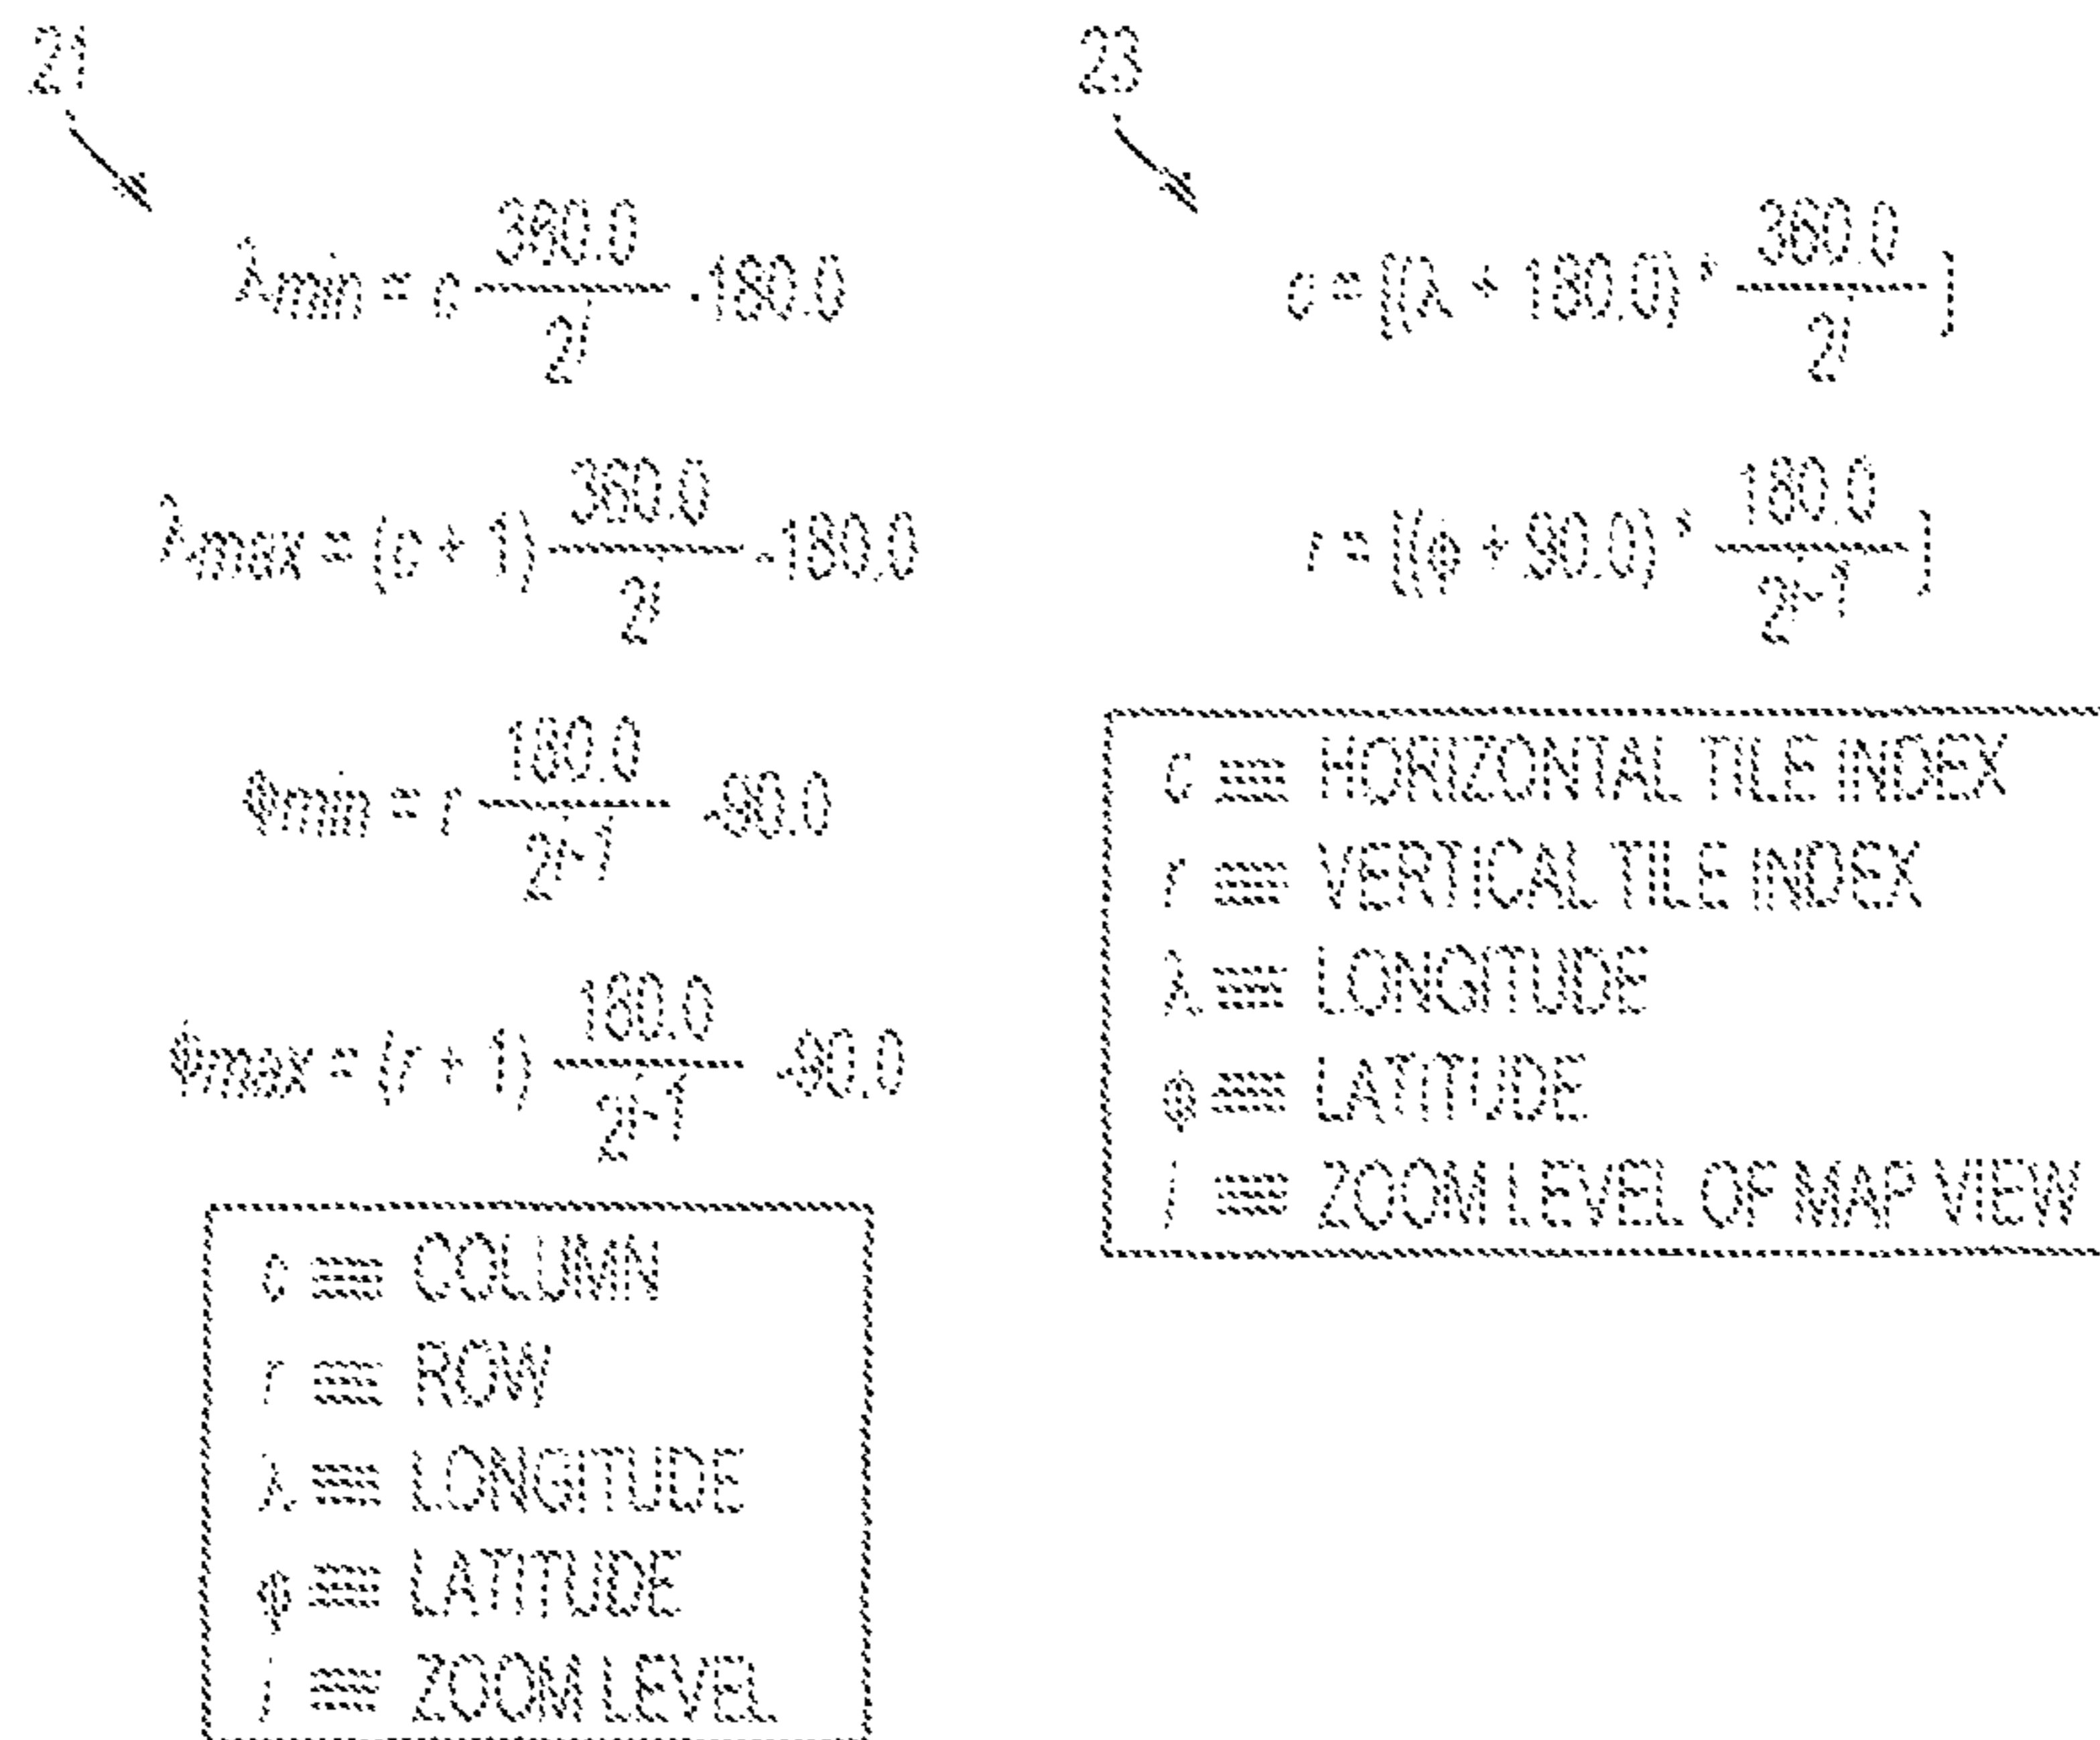 21
λmin = c 360.0 / 2^l -180.0
λmax = (c + 1) 360.0 / 2^l -180.0
φmin = r 180.0 / 2^l-1 -90.0
φmax = (r + 1) 180.0 / 2^l-1 -90.0
c ≡ COLUMN
r ≡ ROW
λ ≡ LONGITUDE
φ ≡ LATITUDE
l ≡ ZOOM LEVEL
23
c = ⌊(λ + 180.0) * 360.0 / 2^l ⌋
r = ⌊(φ + 90.0) * 180.0 / 2^l-1 ⌋
c ≡ HORIZONTAL TILE INDEX
r ≡ VERTICAL TILE INDEX
λ ≡ LONGITUDE
φ ≡ LATITUDE
l ≡ ZOOM LEVEL OF MAP VIEW